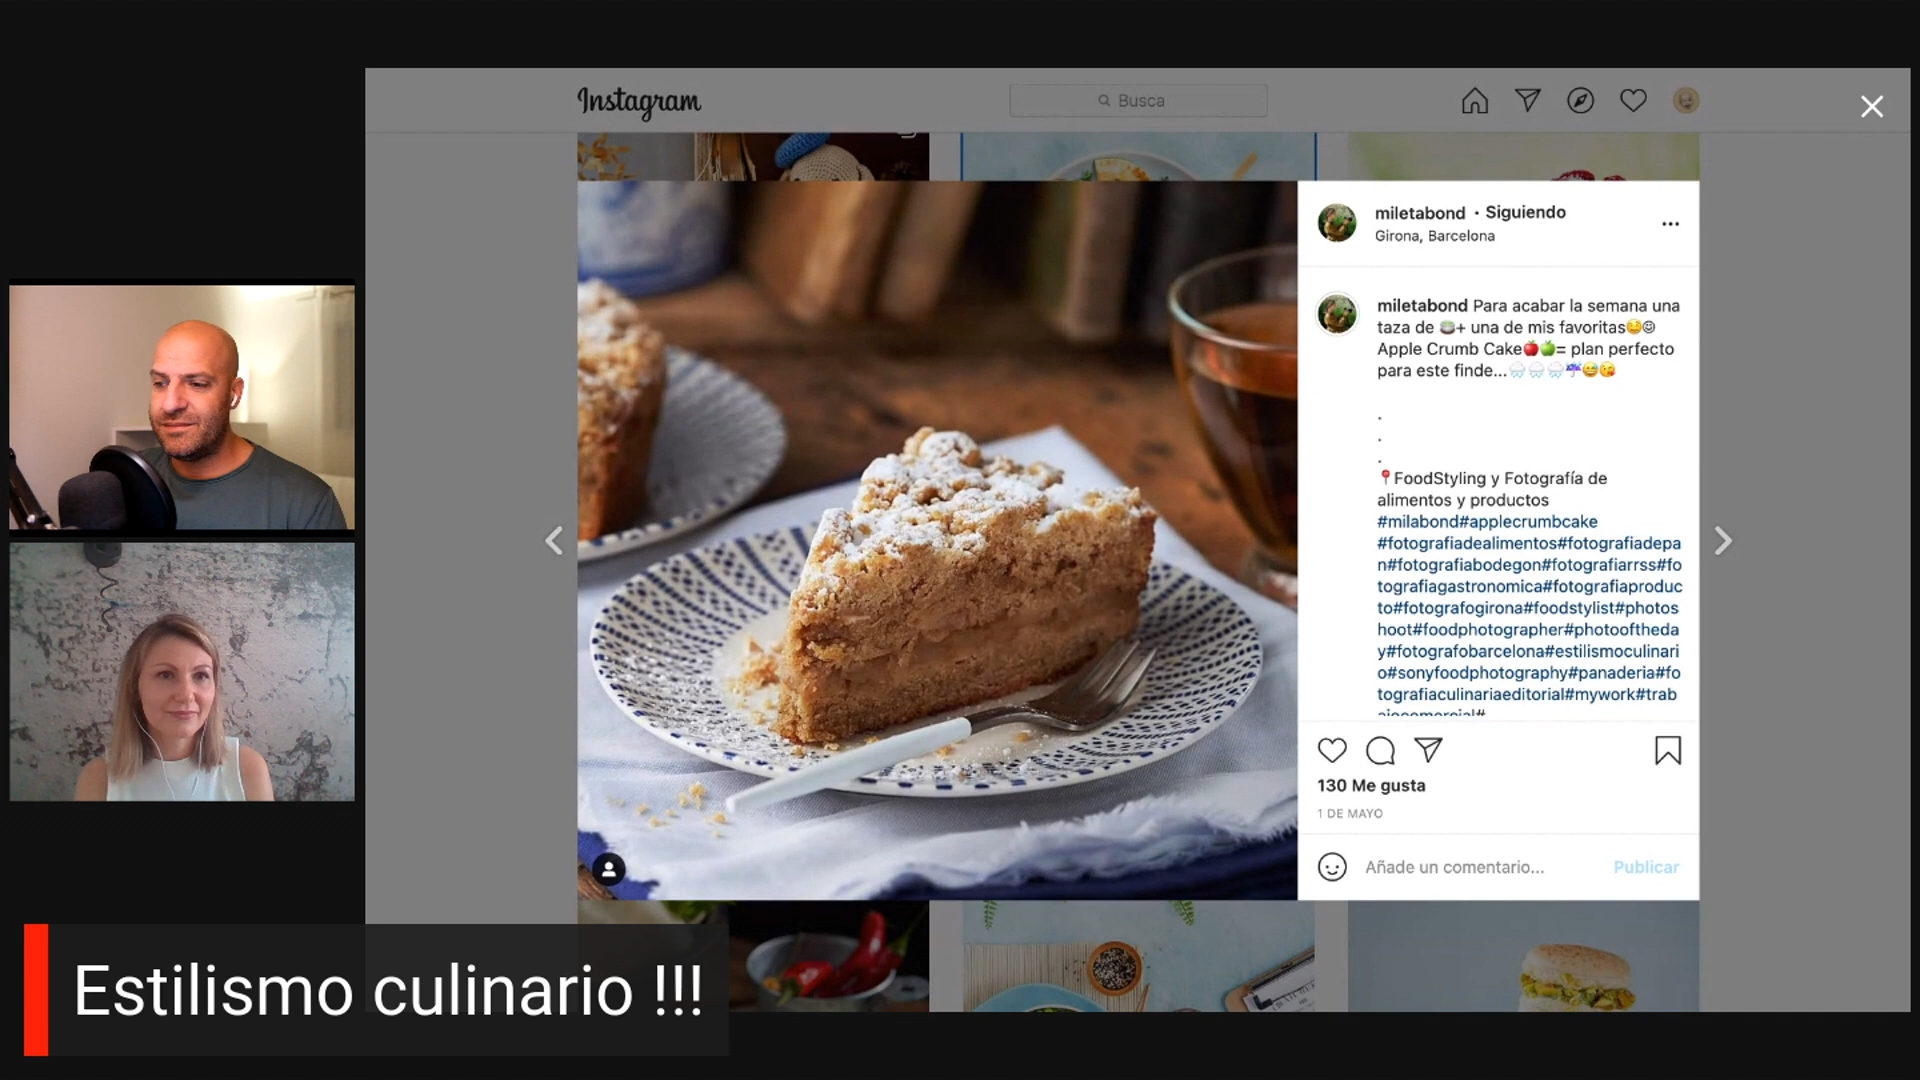 Instagram
Busca
miletabond • Siguiendo
Girona, Barcelona
miletabond Para acabar la semana una
taza de 🍵+ una de mis favoritas😋☺
Apple Crumb Cake🍎🍏= plan perfecto
para este finde...🌧🌧🌧☔😅😘
.
.
.
📍FoodStyling y Fotografía de
alimentos y productos
#milabond#applecrumbcake
#fotografiadealimentos#fotografiadepa
n#fotografiabodegon#fotografiarrss#fo
tografiagastronomica#fotografiaproduc
to#fotografogirona#foodstylist#photos
hoot#foodphotographer#photooftheda
y#fotografobarcelona#estilismoculinari
o#sonyfoodphotography#panaderia#fo
tografiaculinariaeditorial#mywork#trab
ajocomercial#
130 Me gusta
1 DE MAYO
Añade un comentario...
Publicar
Estilismo culinario !!!